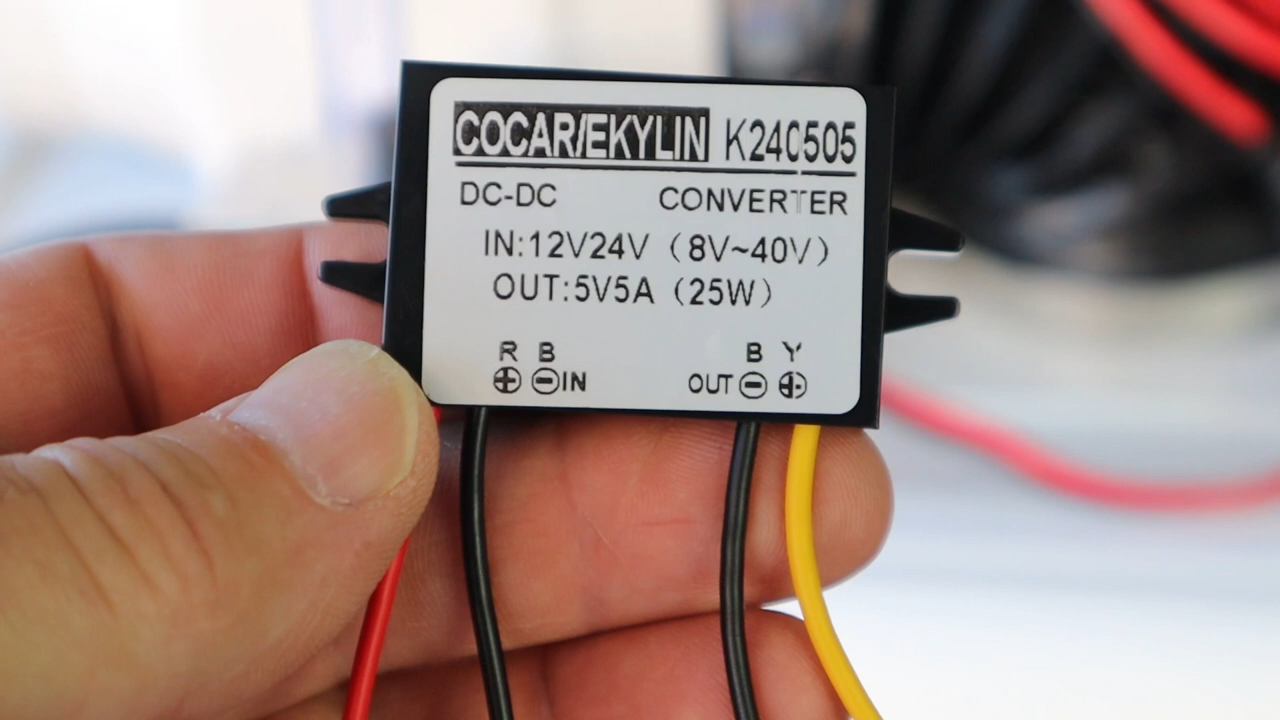 COCAR/EKYLIN K240505
DC-DC CONVERTER
IN:12V24V (8V~40V)
OUT:5V5A (25W)
R B B Y
⊕ ⊖IN OUT⊖ ⊕